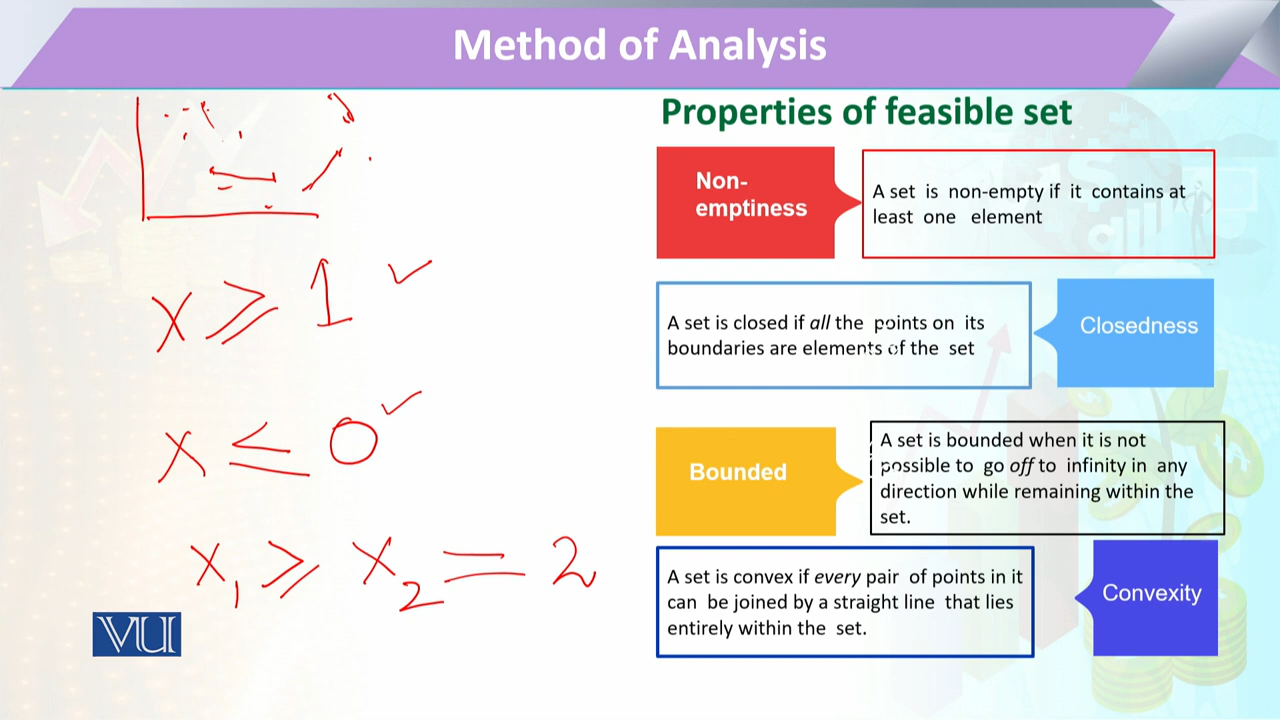 Method of Analysis
Properties of feasible set
Non-
emptiness
A set is non-empty if it contains at
least one element
A set is closed if all the points on its
boundaries are elements of the set
Closedness
Bounded
A set is bounded when it is not
possible to go off to infinity in any
direction while remaining within the
set.
A set is convex if every pair of points in it
can be joined by a straight line that lies
entirely within the set.
Convexity
x ⩾ 1 ✓
x ≤ 0 ✓
x₁ ⩾ x₂ = 2
VU